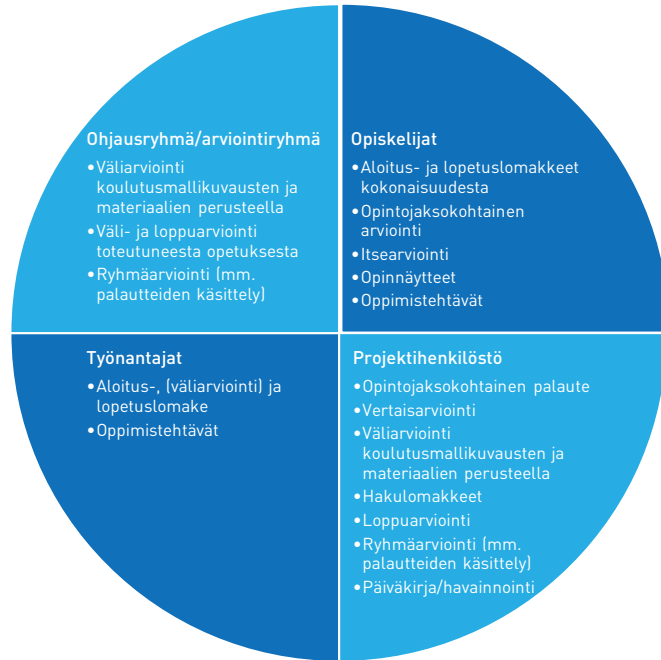 Ohjausryhmä/arviointiryhmä
•Väliarviointi
koulutusmallikuvausten ja
materiaalien perusteella
•Väli- ja loppuarviointi
toteutuneesta opetuksesta
•Ryhmäarviointi (mm.
palautteiden käsittely)
Opiskelijat
•Aloitus- ja lopetuslomakkeet
kokonaisuudesta
•Opintojaksokohtainen
arviointi
•Itsearviointi
•Opinnäytteet
•Oppimistehtävät
Työnantajat
•Aloitus-, (väliarviointi) ja
lopetuslomake
•Oppimistehtävät
Projektihenkilöstö
•Opintojaksokohtainen palaute
•Vertaisarviointi
•Väliarviointi
koulutusmallikuvausten ja
materiaalien perusteella
•Hakulomakkeet
•Loppuarviointi
•Ryhmäarviointi (mm.
palautteiden käsittely)
•Päiväkirja/havainnointi